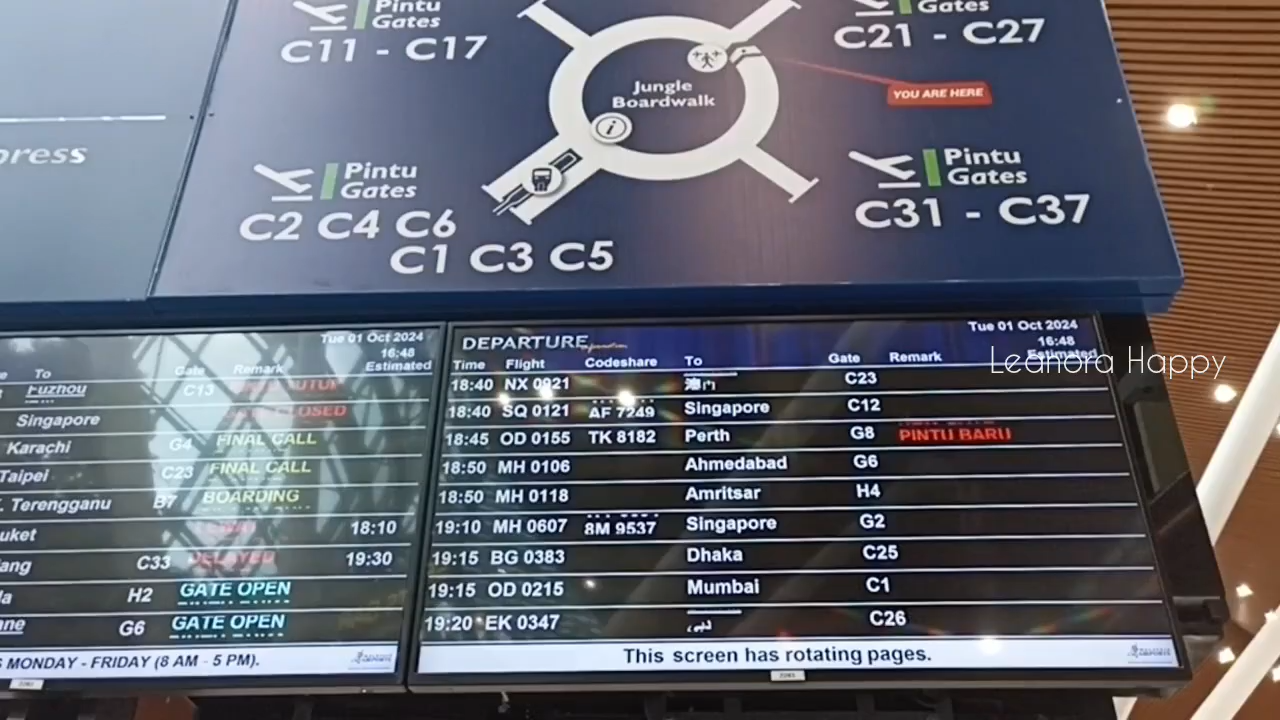 Pintu
Gates
C11 - C17
Gates
C21 - C27
Jungle
Boardwalk
YOU ARE HERE
press
Pintu
Gates
C2 C4 C6
C1 C3 C5
Pintu
Gates
C31 - C37
Tue 01 Oct 2024
16:48
To Gate Remark Estimated
Fuzhou C13
Singapore CLOSED
Karachi G4 FINAL CALL
Taipei C23 FINAL CALL
Terengganu B7 BOARDING
uket 18:10
ang C33 DELAYED 19:30
H2 GATE OPEN
G6 GATE OPEN
MONDAY - FRIDAY (8 AM - 5 PM).
DEPARTURE
Tue 01 Oct 2024
16:48
Time Flight Codeshare To Gate Remark Estimated
18:40 NX 0921 澳门 C23
18:40 SQ 0121 AF 7249 Singapore C12
18:45 OD 0155 TK 8182 Perth G8 PINTU BARU
18:50 MH 0106 Ahmedabad G6
18:50 MH 0118 Amritsar H4
19:10 MH 0607 8M 9537 Singapore G2
19:15 BG 0383 Dhaka C25
19:15 OD 0215 Mumbai C1
19:20 EK 0347 دبي C26
This screen has rotating pages.
Leanora Happy